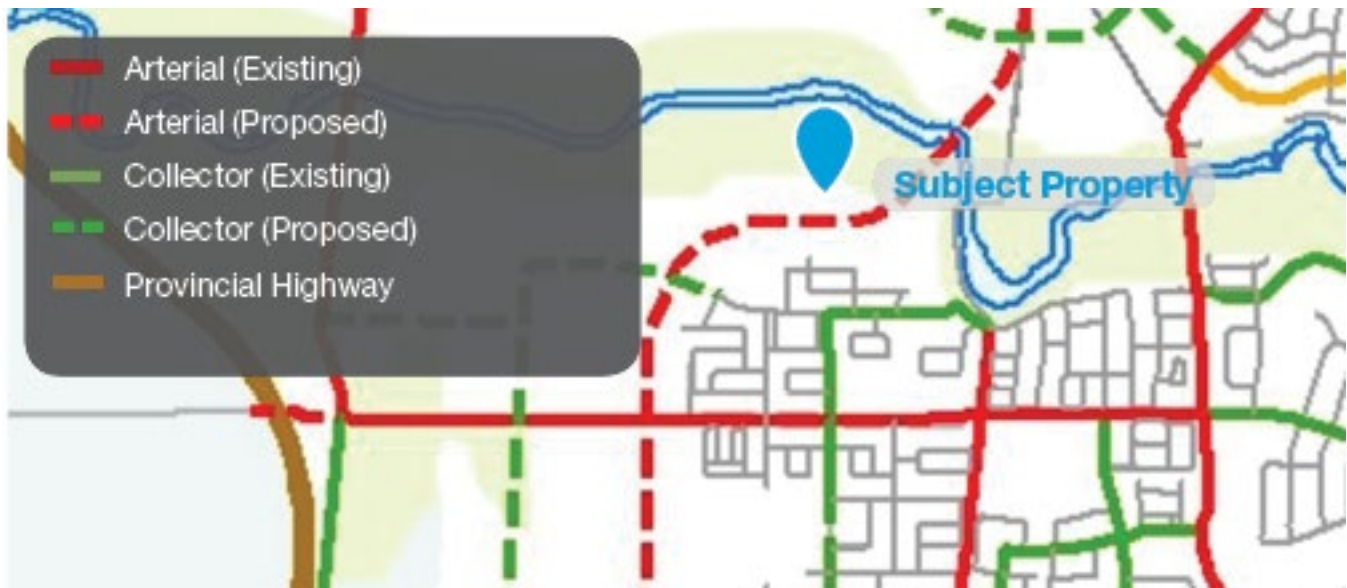 Arterial (Existing)
Arterial (Proposed)
Collector (Existing)
Collector (Proposed)
Provincial Highway
Subject Property